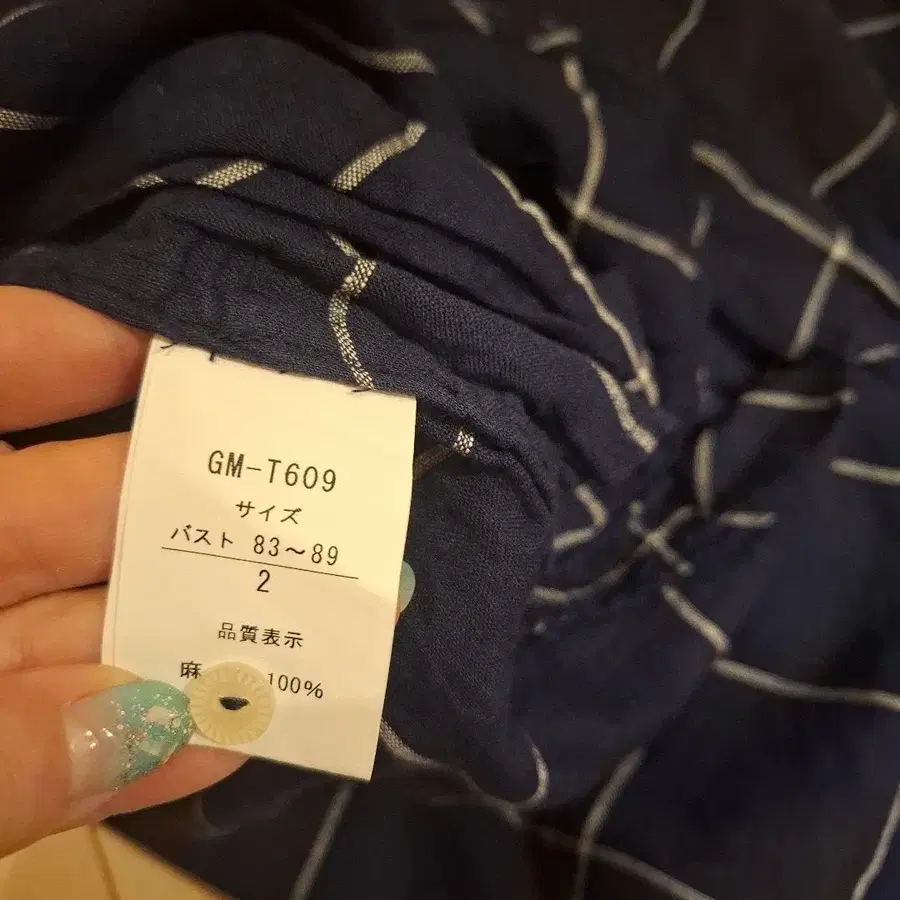 GM-T609
サイズ
バスト 83～89
2
品質表示
麻 100%